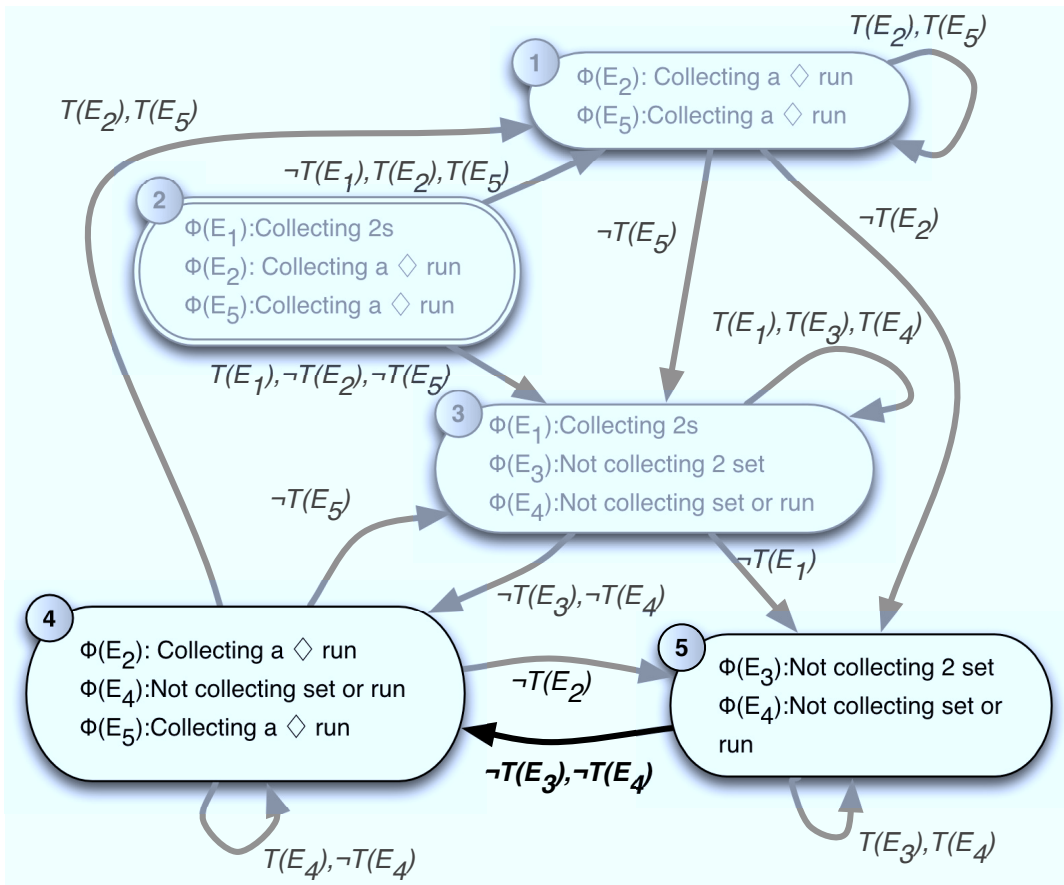 T(E₂),T(E₅)
1
Φ(E₂): Collecting a ◇ run
Φ(E₅):Collecting a ◇ run
T(E₂),T(E₅)
¬T(E₁),T(E₂),T(E₅)
2
Φ(E₁):Collecting 2s
Φ(E₂): Collecting a ◇ run
Φ(E₅):Collecting a ◇ run
¬T(E₅)
¬T(E₂)
T(E₁),T(E₃),T(E₄)
T(E₁),¬T(E₂),¬T(E₅)
3
Φ(E₁):Collecting 2s
Φ(E₃):Not collecting 2 set
Φ(E₄):Not collecting set or run
¬T(E₅)
¬T(E₃),¬T(E₄)
¬T(E₁)
4
Φ(E₂): Collecting a ◇ run
Φ(E₄):Not collecting set or run
Φ(E₅):Collecting a ◇ run
¬T(E₂)
5
Φ(E₃):Not collecting 2 set
Φ(E₄):Not collecting set or
run
¬T(E₃),¬T(E₄)
T(E₄),¬T(E₄)
T(E₃),T(E₄)